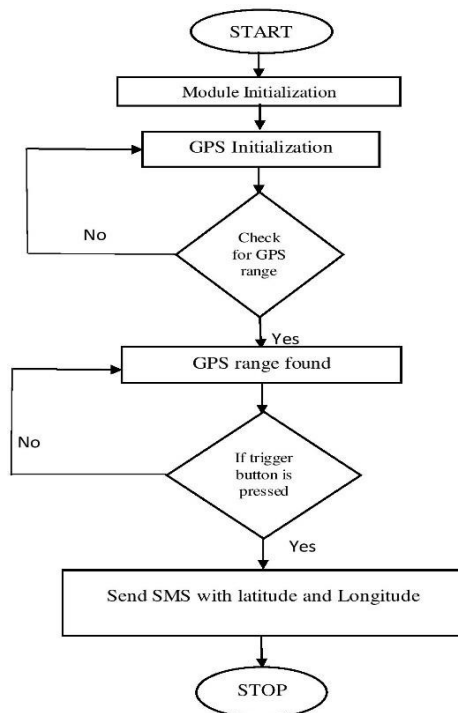 START
Module Initialization
GPS Initialization
No
Check
for GPS
range
Yes
GPS range found
No
If trigger
button is
pressed
Yes
Send SMS with latitude and Longitude
STOP